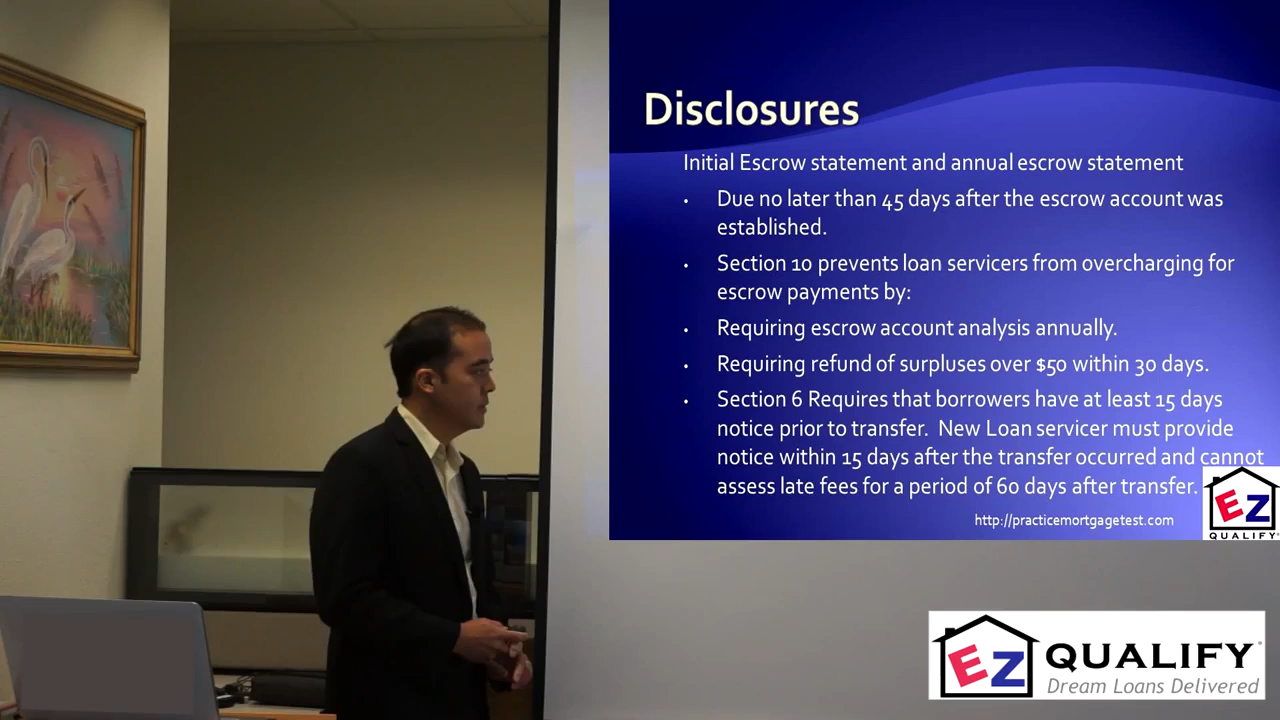 Disclosures
Initial Escrow statement and annual escrow statement
• Due no later than 45 days after the escrow account was
established.
• Section 10 prevents loan servicers from overcharging for
escrow payments by:
• Requiring escrow account analysis annually.
• Requiring refund of surpluses over $50 within 30 days.
• Section 6 Requires that borrowers have at least 15 days
notice prior to transfer. New Loan servicer must provide
notice within 15 days after the transfer occurred and cannot
assess late fees for a period of 60 days after transfer.
http://practicemortgagetest.com
EZ
QUALIFY
EZ QUALIFY
Dream Loans Delivered